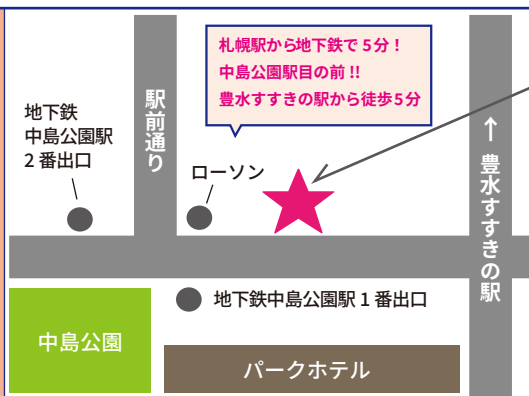 札幌駅から地下鉄で5分！
中島公園駅目の前!!
豊水すすきの駅から徒歩5分
地下鉄
中島公園駅
2番出口
駅前通り
ローソン
↑豊水すすきの駅
地下鉄中島公園駅1番出口
中島公園
パークホテル